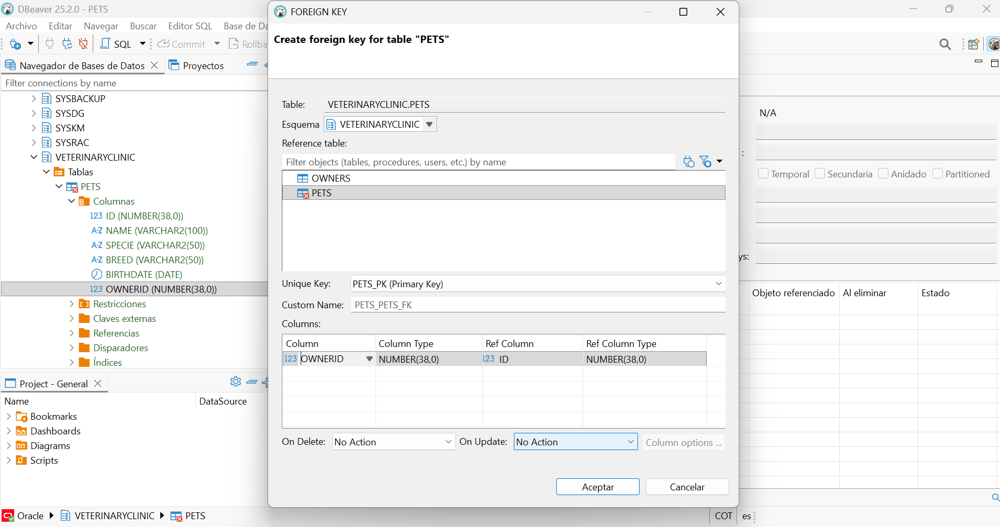 DBeaver 25.2.0 - PETS
Archivo Editar Navegar Buscar Editor SQL Base de Da
SQL Commit Rollba
Navegador de Bases de Datos Proyectos
Filter connections by name
SYSBACKUP
SYSDG
SYSKM
SYSRAC
VETERINARYCLINIC
Tablas
PETS
Columnas
123 ID (NUMBER(38,0))
A-Z NAME (VARCHAR2(100))
A-Z SPECIE (VARCHAR2(50))
A-Z BREED (VARCHAR2(50))
BIRTHDATE (DATE)
123 OWNERID (NUMBER(38,0))
Restricciones
Claves externas
Referencias
Disparadores
Índices
Project - General
Name DataSource
Bookmarks
Dashboards
Diagrams
Scripts
Oracle VETERINARYCLINIC PETS
FOREIGN KEY
Create foreign key for table "PETS"
Table: VETERINARYCLINIC.PETS
Esquema VETERINARYCLINIC
Reference table:
Filter objects (tables, procedures, users, etc.) by name
OWNERS
PETS
Unique Key: PETS_PK (Primary Key)
Custom Name: PETS_PETS_FK
Columns:
Column Column Type Ref Column Ref Column Type
123 OWNERID NUMBER(38,0) 123 ID NUMBER(38,0)
On Delete: No Action On Update: No Action Column options ...
Aceptar Cancelar
N/A
:
Temporal Secundaria Anidado Partitioned
ys:
Objeto referenciado Al eliminar Estado
COT es